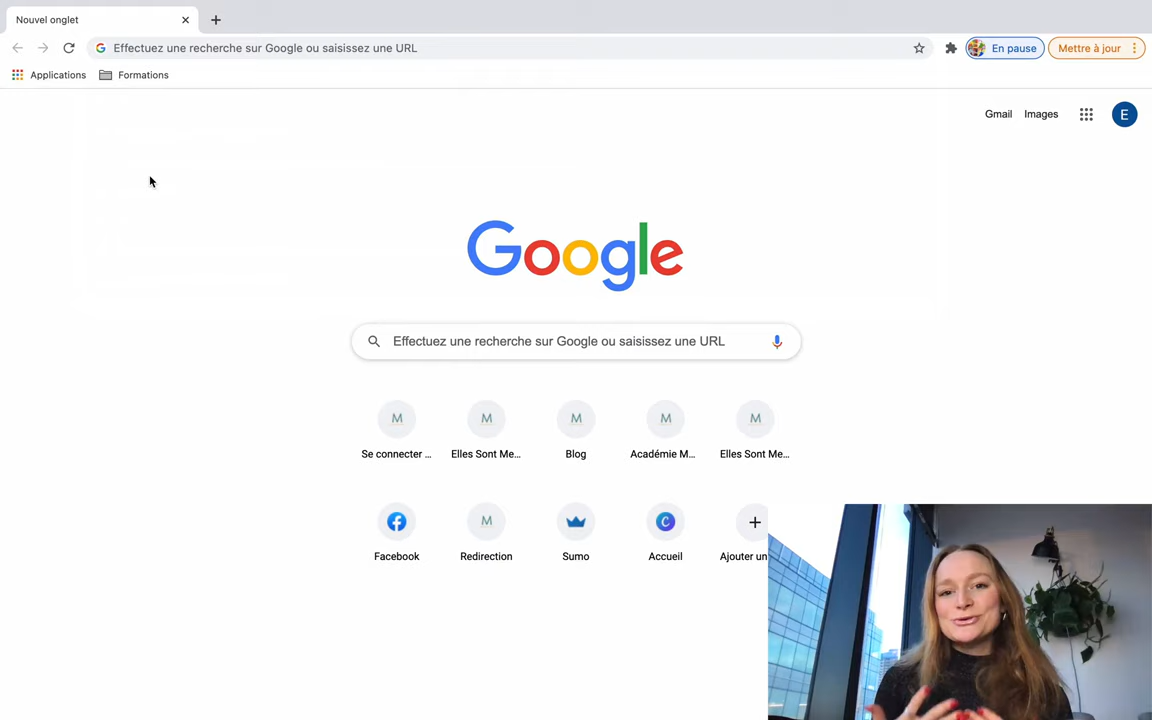 Nouvel onglet
Effectuez une recherche sur Google ou saisissez une URL
En pause
Mettre à jour
Applications
Formations
Gmail
Images
E
Google
Effectuez une recherche sur Google ou saisissez une URL
M M M M M
Se connecter ... Elles Sont Me... Blog Académie M... Elles Sont Me...
M
Facebook Redirection Sumo Accueil Ajouter un